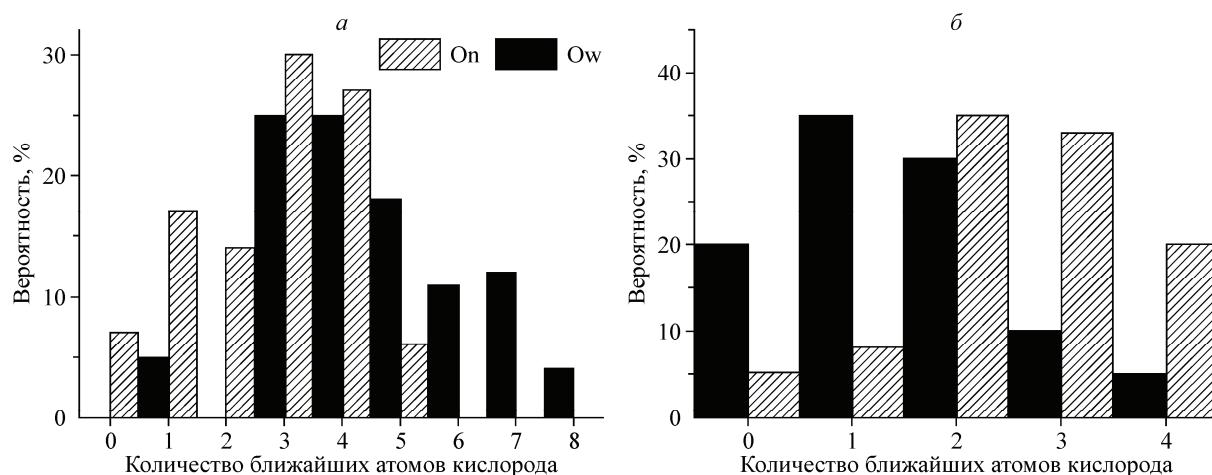 а
On
Ow
Вероятность, %
30
20
10
0
0 1 2 3 4 5 6 7 8
Количество ближайших атомов кислорода
б
Вероятность, %
40
30
20
10
0
0 1 2 3 4
Количество ближайших атомов кислорода